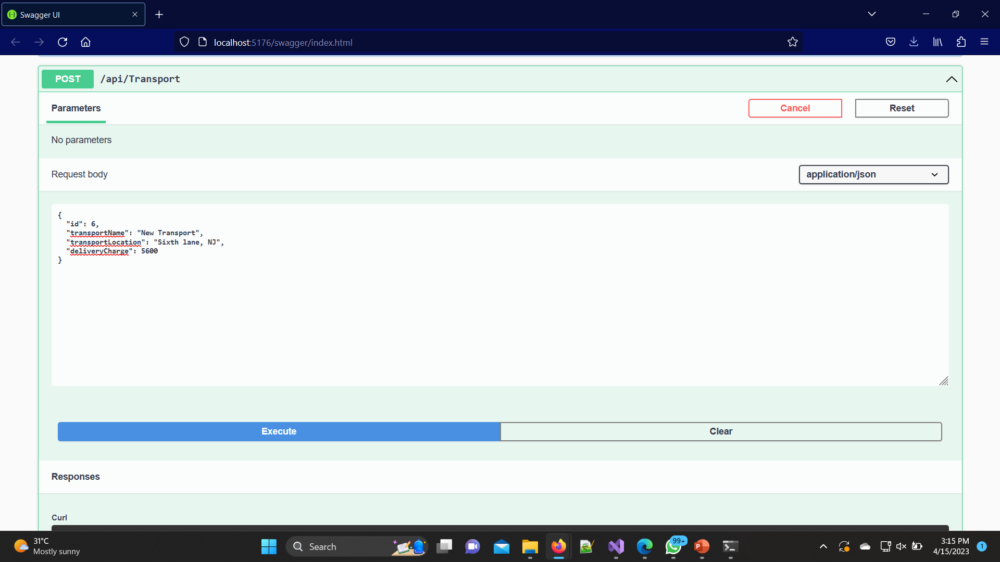 Swagger UI
localhost:5176/swagger/index.html
POST /api/Transport
Parameters
Cancel
Reset
No parameters
Request body
application/json
{
"id": 6,
"transportName": "New Transport",
"transportLocation": "Sixth lane, NJ",
"deliveryCharge": 5600
}
Execute
Clear
Responses
Curl
31°C
Mostly sunny
Search
99+
3:15 PM
4/15/2023
1